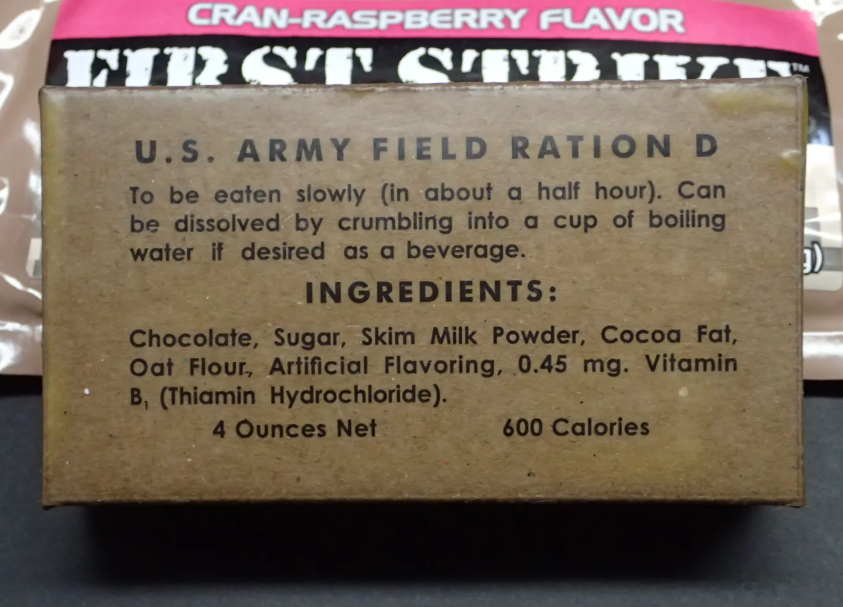 CRAN-RASPBERRY FLAVOR
FIRST STRIKE™
U.S. ARMY FIELD RATION D
To be eaten slowly (in about a half hour). Can
be dissolved by crumbling into a cup of boiling
water if desired as a beverage.
INGREDIENTS:
Chocolate, Sugar, Skim Milk Powder, Cocoa Fat,
Oat Flour, Artificial Flavoring, 0.45 mg. Vitamin
B₁ (Thiamin Hydrochloride).
4 Ounces Net 600 Calories